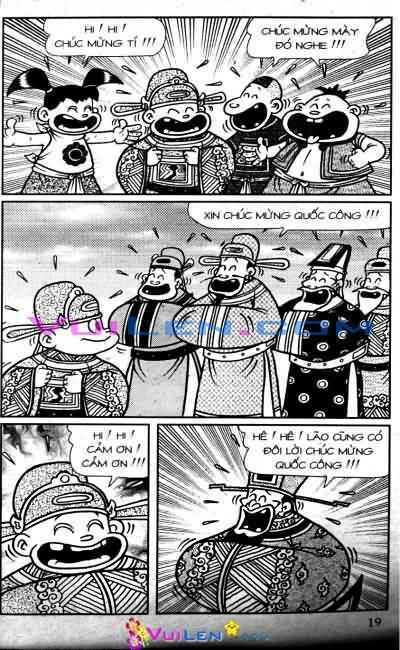 HI ! HI !
CHÚC MỪNG TÍ !!!
CHÚC MỪNG MÀY
ĐÓ NGHE !!!
XIN CHÚC MỪNG QUỐC CÔNG !!!
VuiLen.com
HI ! HI !
CẢM ƠN !
CẢM ƠN !!!
HÊ ! HÊ ! LÃO CŨNG CÓ
ĐÔI LỜI CHÚC MỪNG
QUỐC CÔNG !!!
19
VuiLen.com